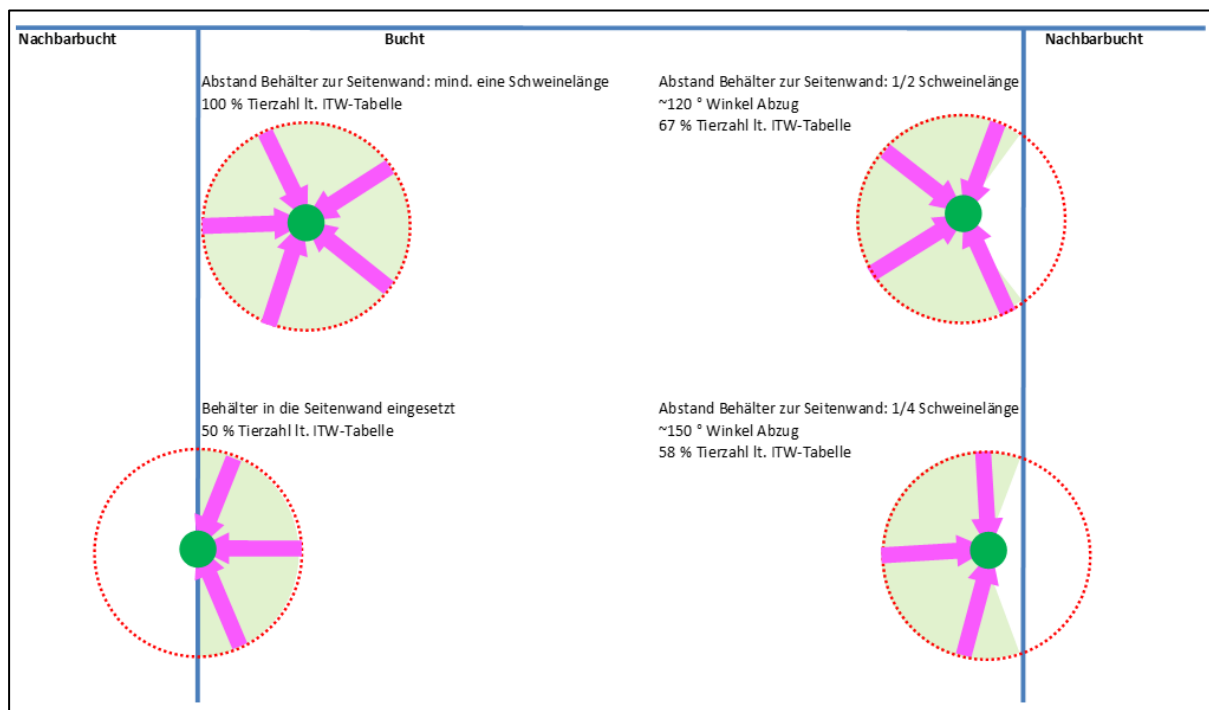 Nachbarbucht
Bucht
Nachbarbucht
Abstand Behälter zur Seitenwand: mind. eine Schweinelänge
100 % Tierzahl lt. ITW-Tabelle
Abstand Behälter zur Seitenwand: 1/2 Schweinelänge
~120 ° Winkel Abzug
67 % Tierzahl lt. ITW-Tabelle
Behälter in die Seitenwand eingesetzt
50 % Tierzahl lt. ITW-Tabelle
Abstand Behälter zur Seitenwand: 1/4 Schweinelänge
~150 ° Winkel Abzug
58 % Tierzahl lt. ITW-Tabelle